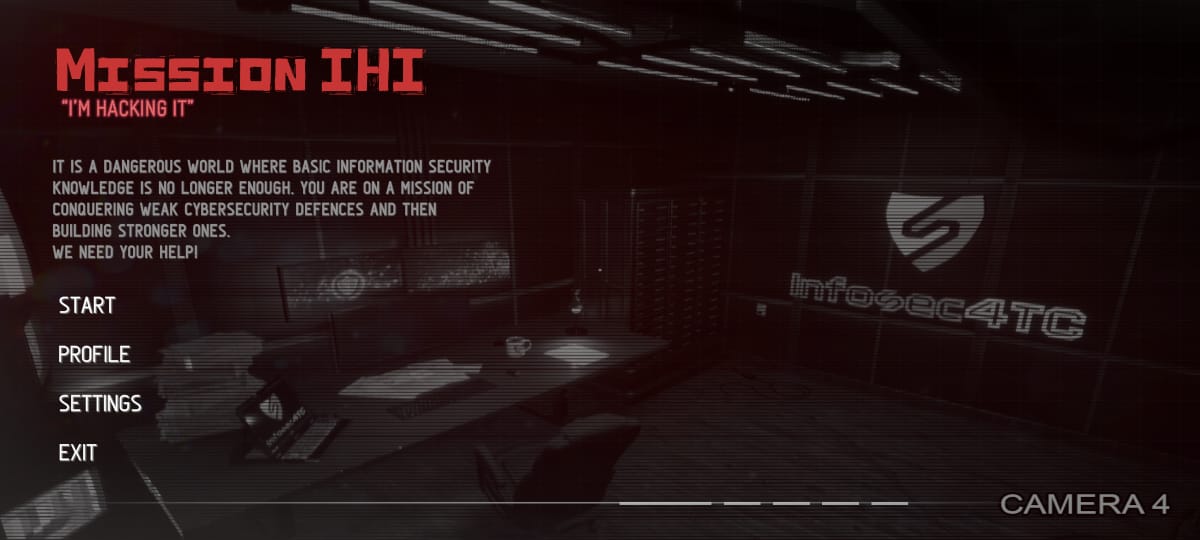 Mission IHI
"I'M HACKING IT"
IT IS A DANGEROUS WORLD WHERE BASIC INFORMATION SECURITY
KNOWLEDGE IS NO LONGER ENOUGH. YOU ARE ON A MISSION OF
CONQUERING WEAK CYBERSECURITY DEFENCES AND THEN
BUILDING STRONGER ONES.
WE NEED YOUR HELP!
START
PROFILE
SETTINGS
EXIT
infosec4TC
infosec4TC
CAMERA 4